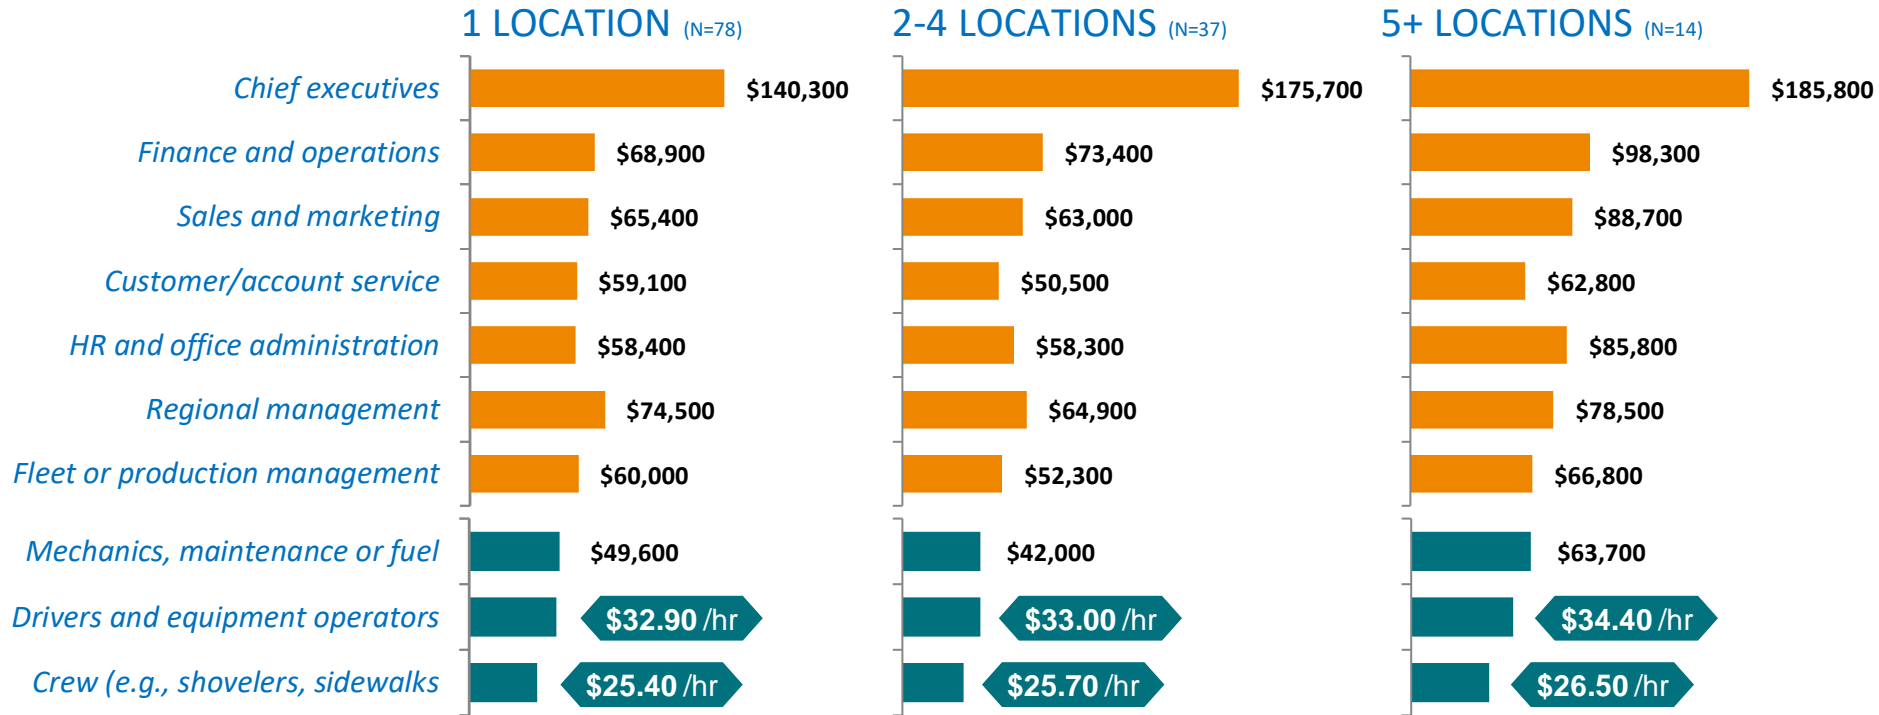 1 LOCATION (N=78) 2-4 LOCATIONS (N=37) 5+ LOCATIONS (N=14)
Chief executives $140,300 $175,700 $185,800
Finance and operations $68,900 $73,400 $98,300
Sales and marketing $65,400 $63,000 $88,700
Customer/account service $59,100 $50,500 $62,800
HR and office administration $58,400 $58,300 $85,800
Regional management $74,500 $64,900 $78,500
Fleet or production management $60,000 $52,300 $66,800
Mechanics, maintenance or fuel $49,600 $42,000 $63,700
Drivers and equipment operators $32.90 /hr $33.00 /hr $34.40 /hr
Crew (e.g., shovelers, sidewalks $25.40 /hr $25.70 /hr $26.50 /hr